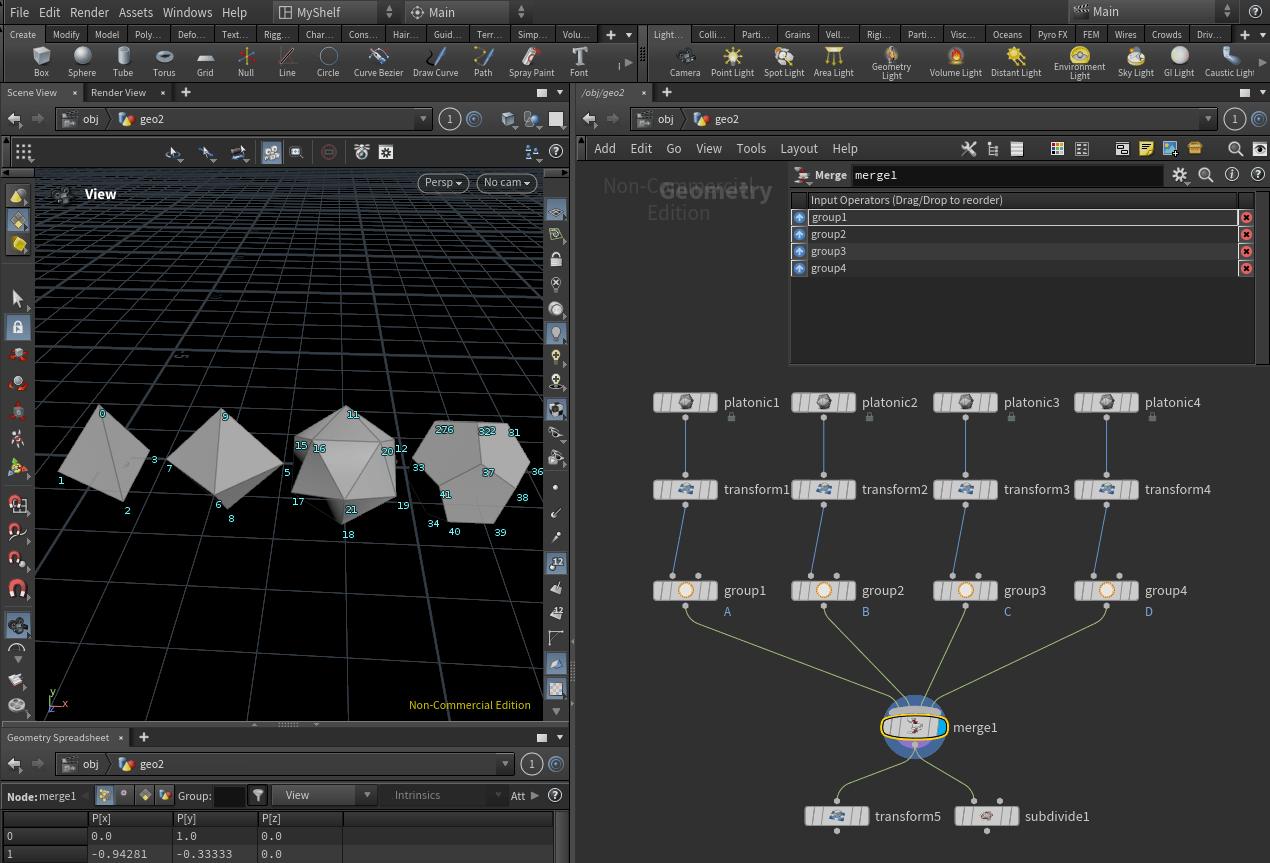 File Edit Render Assets Windows Help MyShelf Main Main
Create Modify Model Poly... Defo... Text... Rigg... Char... Cons... Hair... Guid... Terr... Simp... Volu... Light... Colli... Parti... Grains Vell... Rigi... Parti... Visc... Oceans Pyro FX FEM Wires Crowds Driv...
Box Sphere Tube Torus Grid Null Line Circle Curve Bezier Draw Curve Path Spray Paint Font Camera Point Light Spot Light Area Light Geometry Light Volume Light Distant Light Environment Light Sky Light GI Light Caustic Light
Scene View Render View /obj/geo2
obj geo2 1 obj geo2 1
Add Edit Go View Tools Layout Help
View Persp No cam
Non-Commercial Edition
Geometry
Merge merge1
Input Operators (Drag/Drop to reorder)
group1
group2
group3
group4
platonic1 platonic2 platonic3 platonic4
0 9 11 276 322 31
15 16 12 20
1 3 7 5 33 37 36
2 6 8 17 21 19 41 38
18 34 40 39
transform1 transform2 transform3 transform4
group1 group2 group3 group4
A B C D
12
12
y
x
z
Non-Commercial Edition
merge1
transform5 subdivide1
Geometry Spreadsheet
obj geo2 1
Node: merge1 Group: View Intrinsics Att
P[x] P[y] P[z]
0 0.0 1.0 0.0
1 -0.94281 -0.33333 0.0